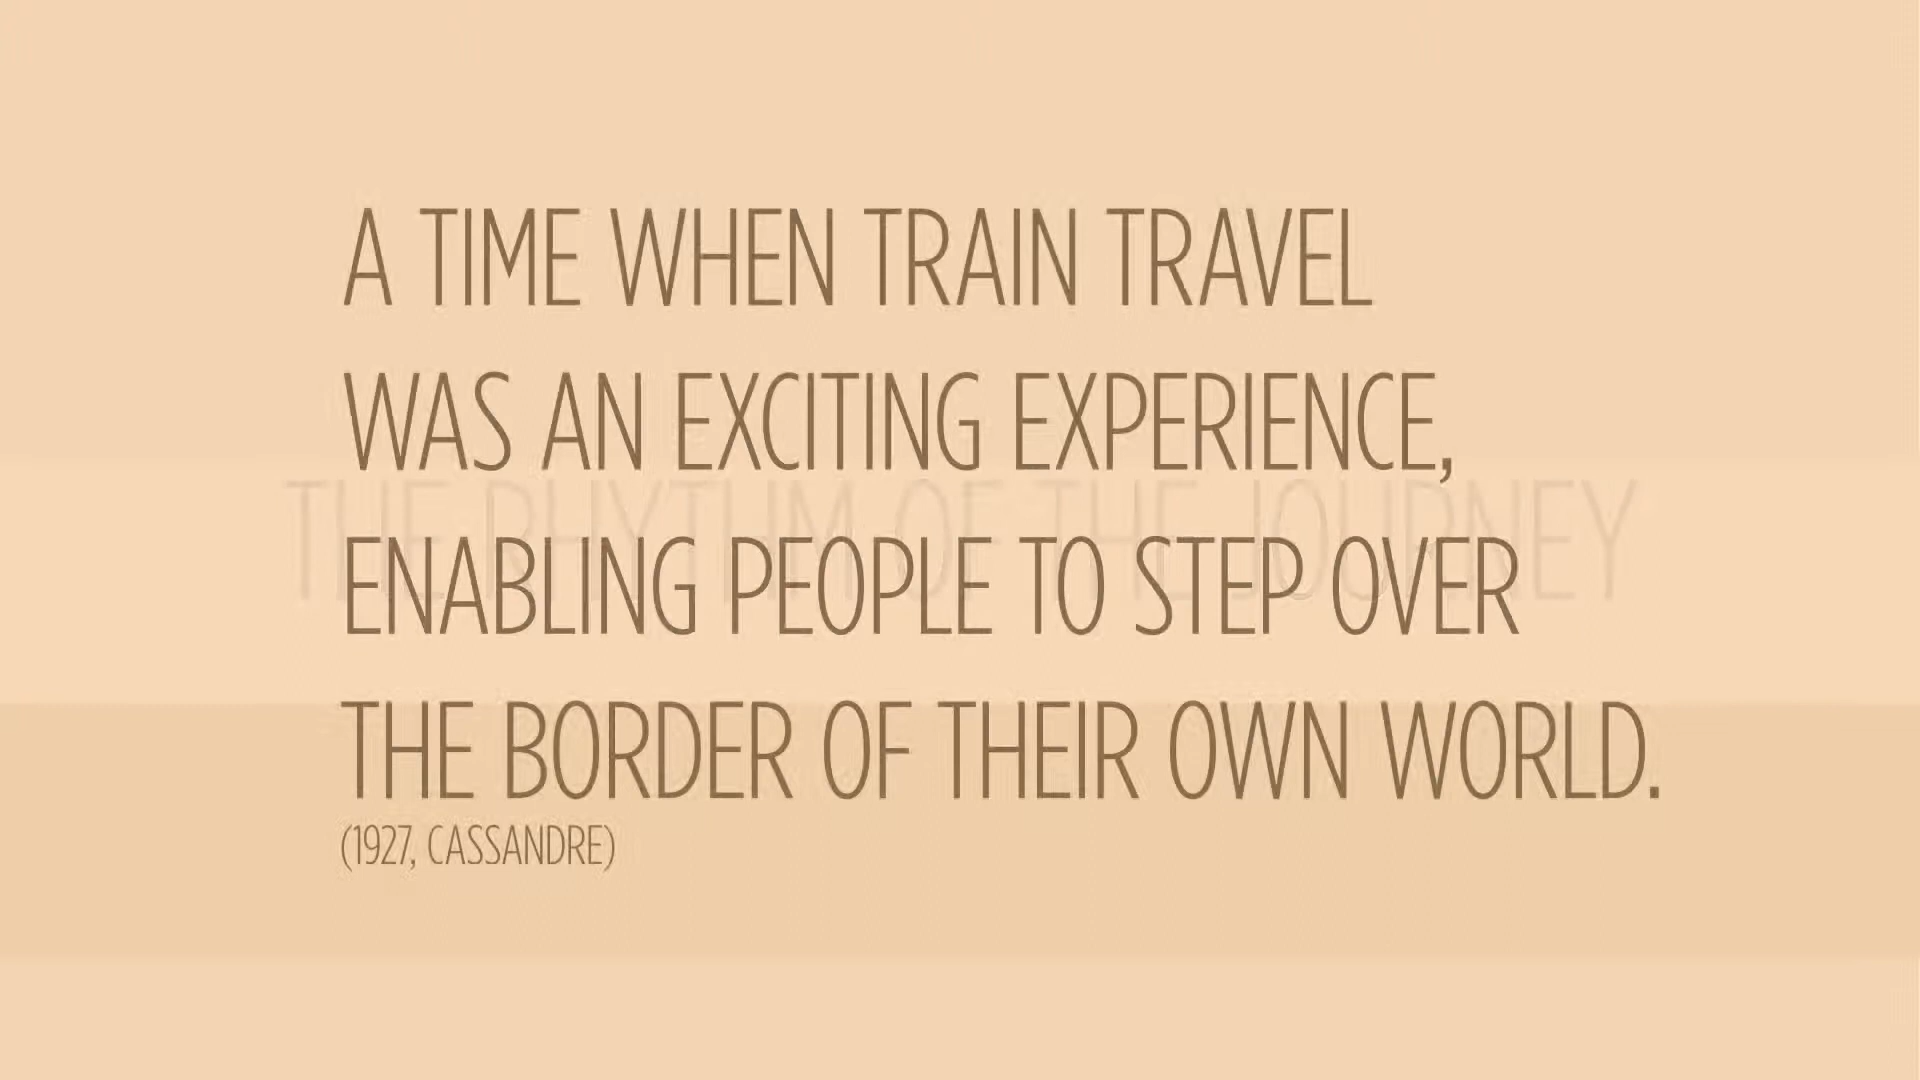 A TIME WHEN TRAIN TRAVEL
WAS AN EXCITING EXPERIENCE,
THE RHYTHM OF THE JOURNEY
ENABLING PEOPLE TO STEP OVER
THE BORDER OF THEIR OWN WORLD.
(1927, CASSANDRE)